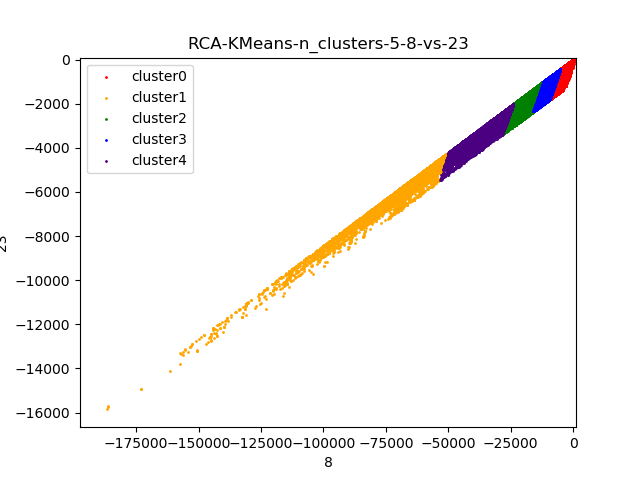 RCA-KMeans-n_clusters-5-8-vs-23
0
−2000
−4000
−6000
−8000
−10000
−12000
−14000
−16000
cluster0
cluster1
cluster2
cluster3
cluster4
23
−175000 −150000 −125000 −100000 −75000 −50000 −25000 0
8